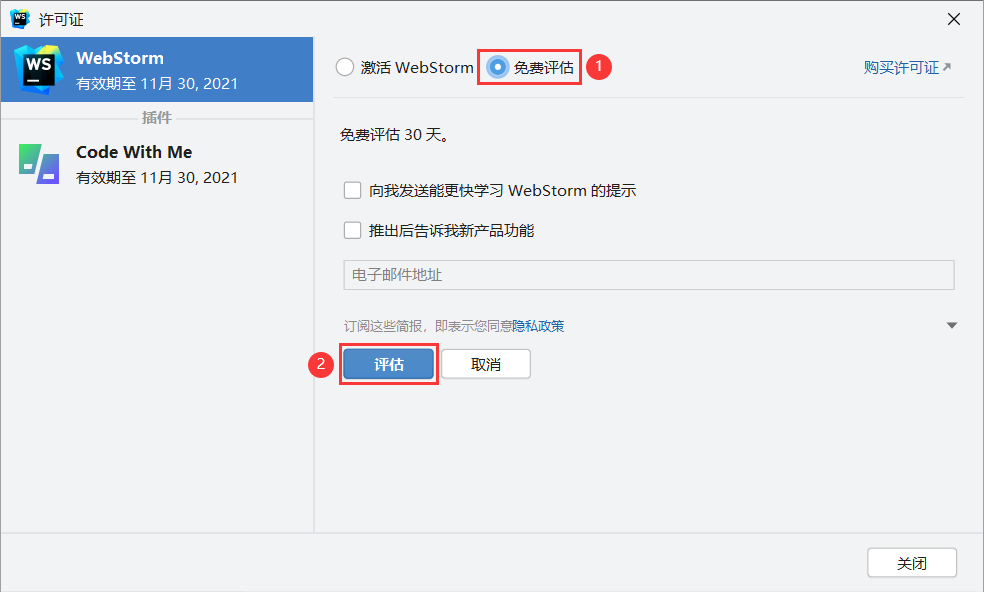 WS 许可证
WS WebStorm
有效期至 11月 30, 2021
插件
Code With Me
有效期至 11月 30, 2021
激活 WebStorm 免费评估 1 购买许可证
免费评估 30 天。
向我发送能更快学习 WebStorm 的提示
推出后告诉我新产品功能
电子邮件地址
订阅这些简报，即表示您同意隐私政策
2 评估 取消
关闭